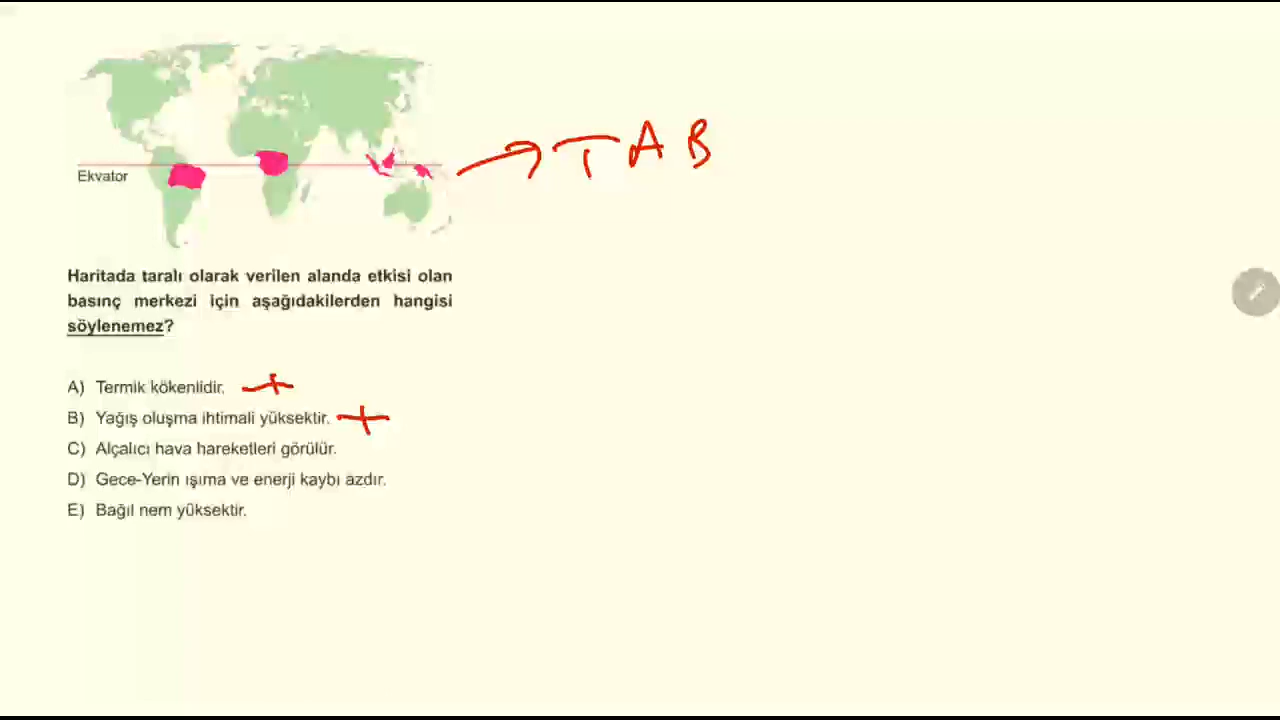 Ekvator
TAB
Haritada taralı olarak verilen alanda etkisi olan
basınç merkezi için aşağıdakilerden hangisi
söylenemez?
A) Termik kökenlidir.
B) Yağış oluşma ihtimali yüksektir.
C) Alçalıcı hava hareketleri görülür.
D) Gece-Yerin ışıma ve enerji kaybı azdır.
E) Bağıl nem yüksektir.